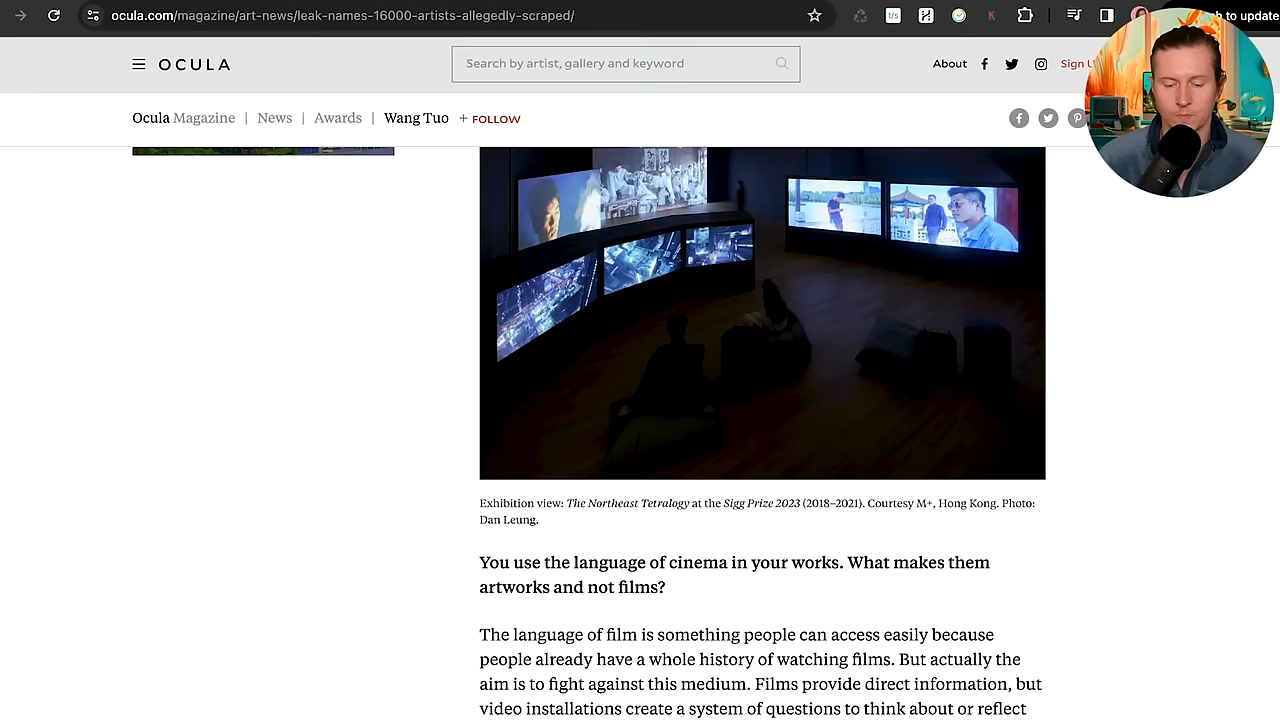 ocula.com/magazine/art-news/leak-names-16000-artists-allegedly-scraped/
to update
OCULA
Search by artist, gallery and keyword
About
Sign
Ocula Magazine | News | Awards | Wang Tuo + FOLLOW
Exhibition view: The Northeast Tetralogy at the Sigg Prize 2023 (2018–2021). Courtesy M+, Hong Kong. Photo:
Dan Leung.
You use the language of cinema in your works. What makes them
artworks and not films?
The language of film is something people can access easily because
people already have a whole history of watching films. But actually the
aim is to fight against this medium. Films provide direct information, but
video installations create a system of questions to think about or reflect